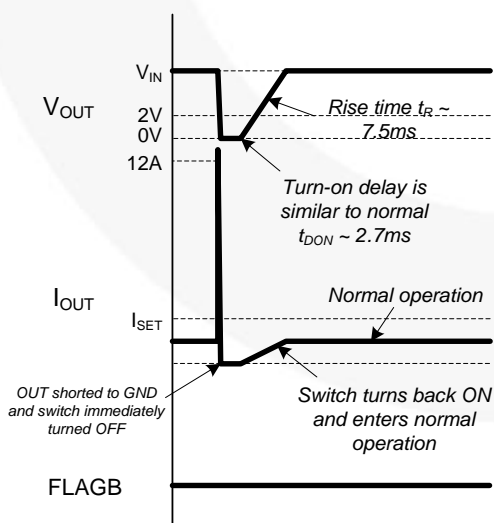 VIN
VOUT
2V
0V
12A
Rise time tR ~
7.5ms
Turn-on delay is
similar to normal
tDON ~ 2.7ms
IOUT
ISET
Normal operation
OUT shorted to GND
and switch immediately
turned OFF
Switch turns back ON
and enters normal
operation
FLAGB